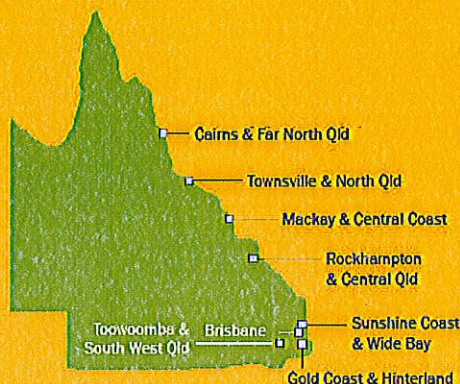 Cairns & Far North Qld
Townsville & North Qld
Mackay & Central Coast
Rockhampton
& Central Qld
Sunshine Coast
& Wide Bay
Brisbane
Toowoomba &
South West Qld
Gold Coast & Hinterland